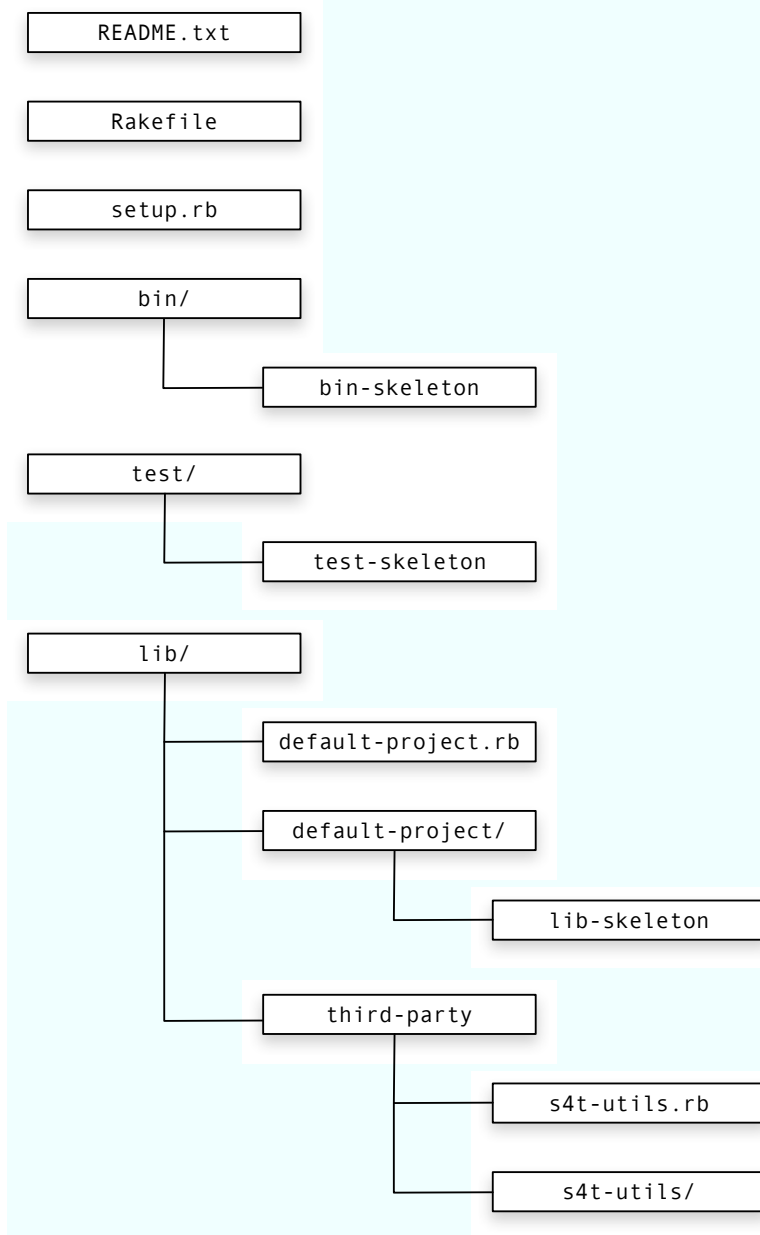 README.txt
Rakefile
setup.rb
bin/
bin-skeleton
test/
test-skeleton
lib/
default-project.rb
default-project/
lib-skeleton
third-party
s4t-utils.rb
s4t-utils/